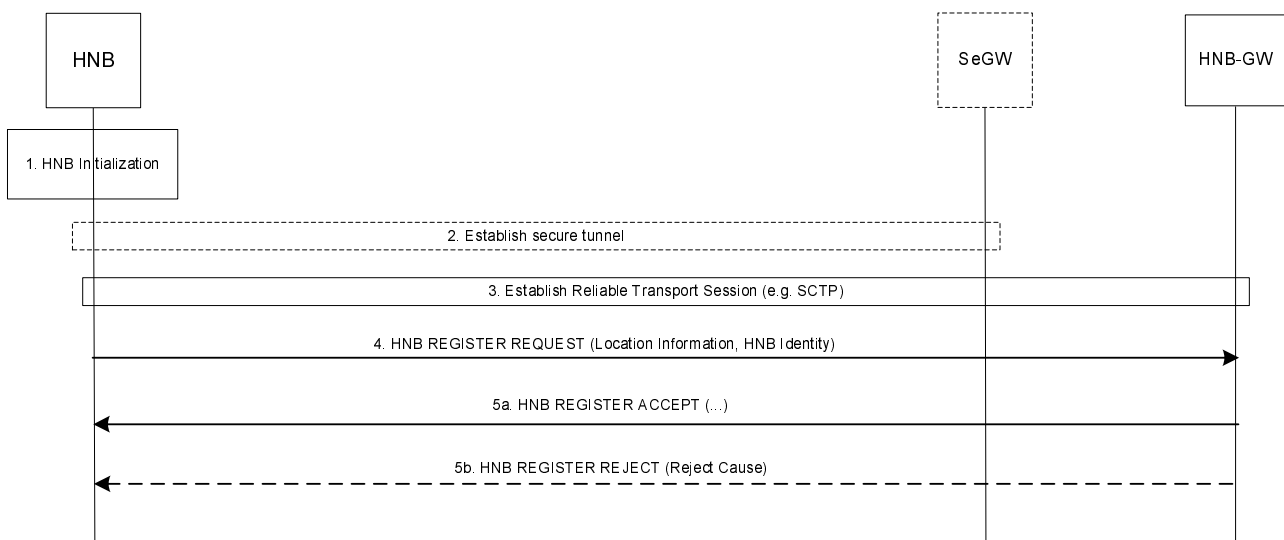 HNB
SeGW
HNB-GW
1. HNB Initialization
2. Establish secure tunnel
3. Establish Reliable Transport Session (e.g. SCTP)
4. HNB REGISTER REQUEST (Location Information, HNB Identity)
5a. HNB REGISTER ACCEPT (...)
5b. HNB REGISTER REJECT (Reject Cause)